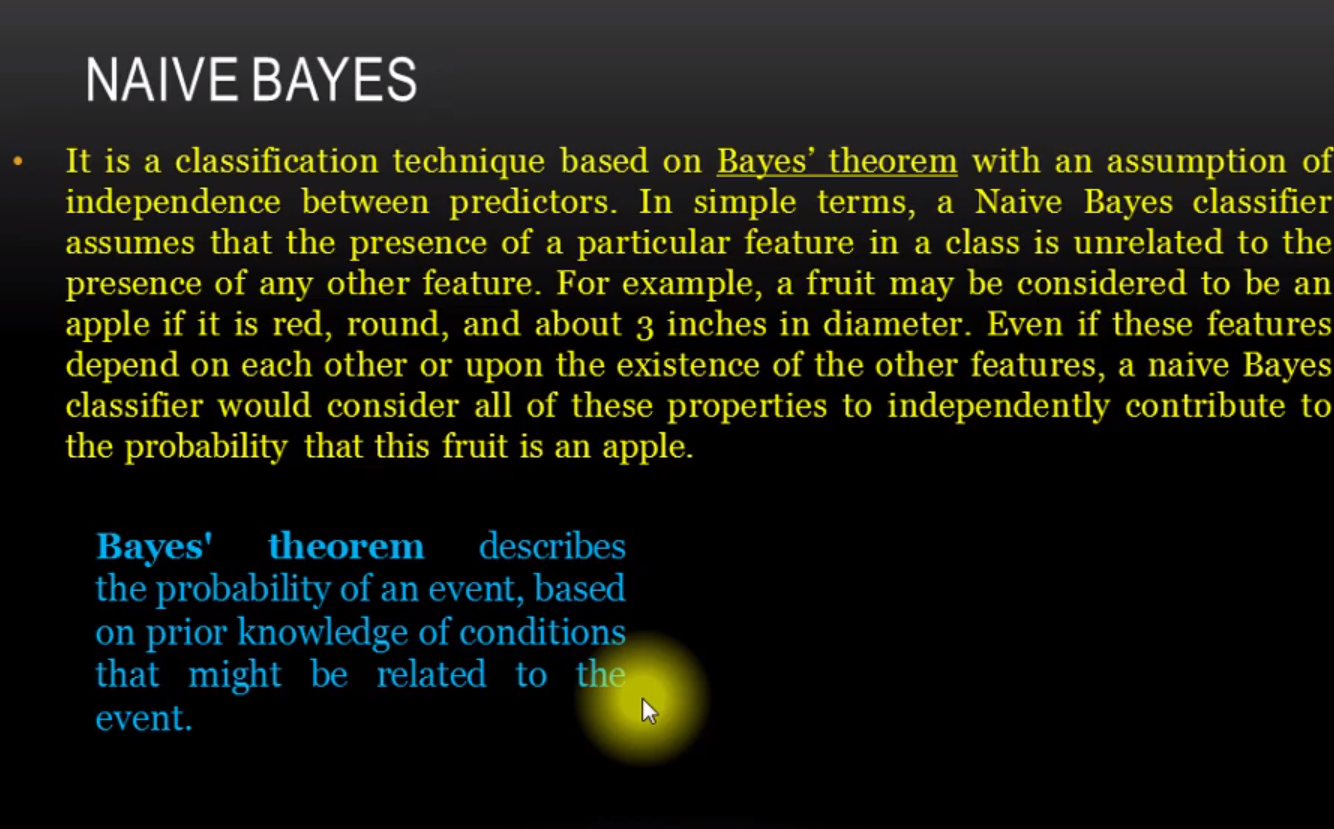 NAIVE BAYES
• It is a classification technique based on Bayes’ theorem with an assumption of
independence between predictors. In simple terms, a Naive Bayes classifier
assumes that the presence of a particular feature in a class is unrelated to the
presence of any other feature. For example, a fruit may be considered to be an
apple if it is red, round, and about 3 inches in diameter. Even if these features
depend on each other or upon the existence of the other features, a naive Bayes
classifier would consider all of these properties to independently contribute to
the probability that this fruit is an apple.
Bayes' theorem describes
the probability of an event, based
on prior knowledge of conditions
that might be related to the
event.